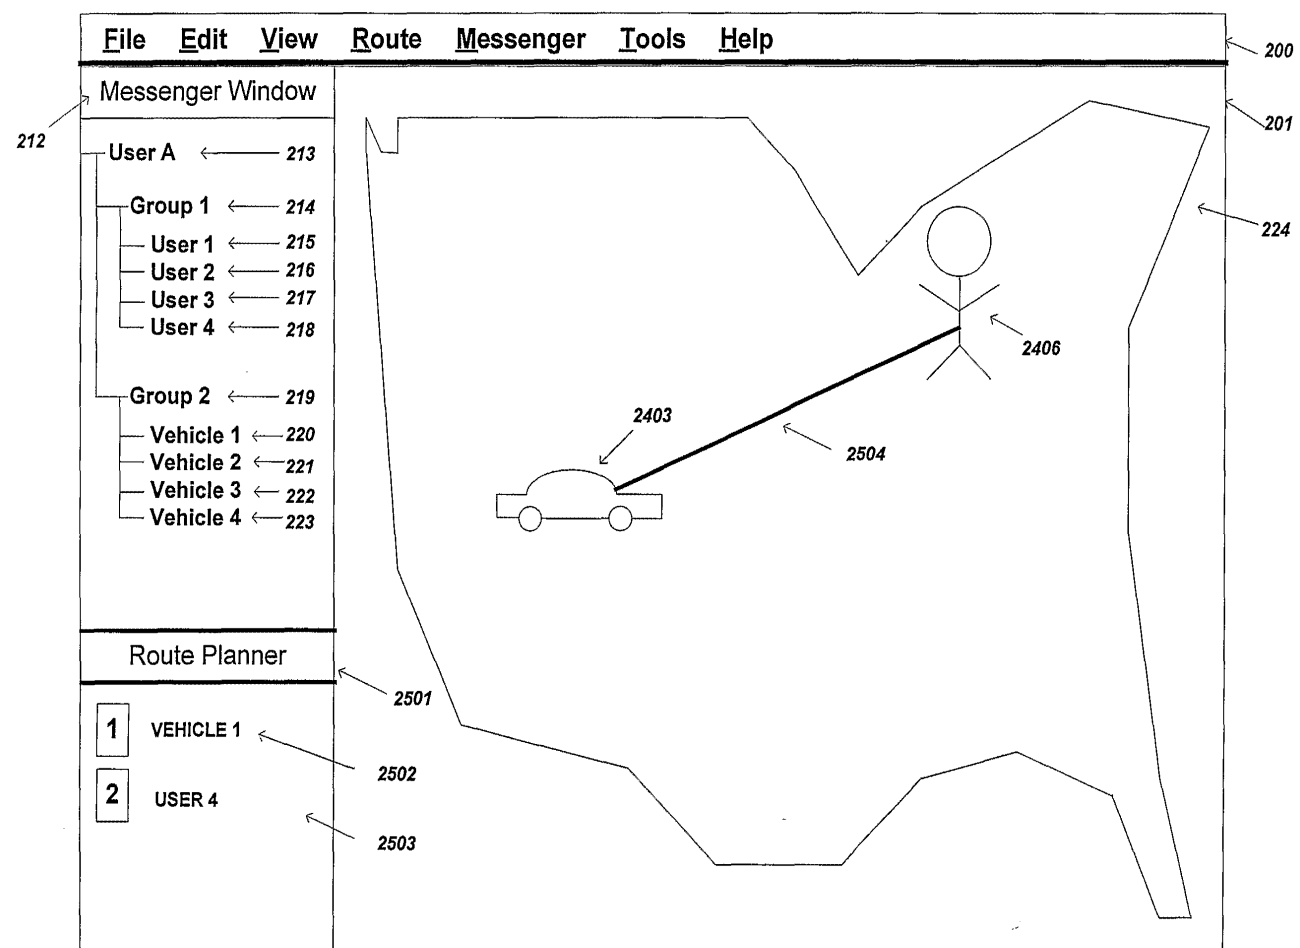 File Edit View Route Messenger Tools Help
200
Messenger Window
201
212
User A 213
Group 1 214
224
User 1 215
User 2 216
User 3 217
User 4 218
2406
Group 2 219
2403
Vehicle 1 220
2504
Vehicle 2 221
Vehicle 3 222
Vehicle 4 223
Route Planner
2501
1 VEHICLE 1
2502
2 USER 4
2503